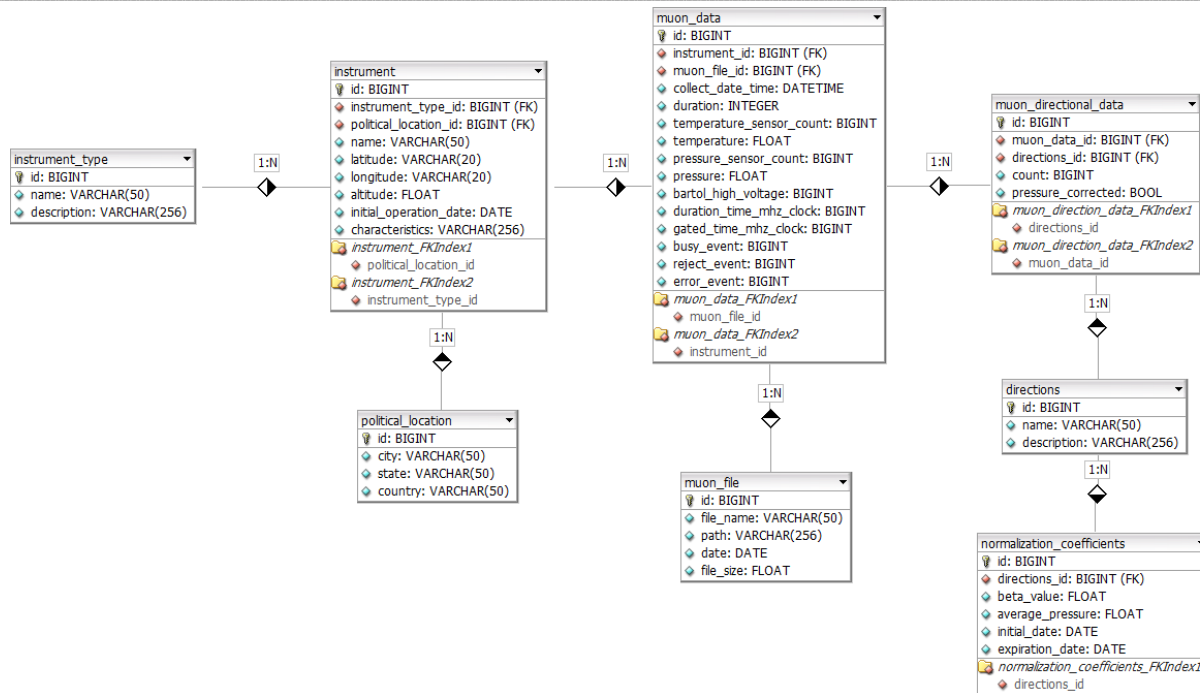 instrument_type
id: BIGINT
name: VARCHAR(50)
description: VARCHAR(256)
1:N
instrument
id: BIGINT
instrument_type_id: BIGINT (FK)
political_location_id: BIGINT (FK)
name: VARCHAR(50)
latitude: VARCHAR(20)
longitude: VARCHAR(20)
altitude: FLOAT
initial_operation_date: DATE
characteristics: VARCHAR(256)
instrument_FKIndex1
political_location_id
instrument_FKIndex2
instrument_type_id
1:N
political_location
id: BIGINT
city: VARCHAR(50)
state: VARCHAR(50)
country: VARCHAR(50)
1:N
muon_data
id: BIGINT
instrument_id: BIGINT (FK)
muon_file_id: BIGINT (FK)
collect_date_time: DATETIME
duration: INTEGER
temperature_sensor_count: BIGINT
temperature: FLOAT
pressure_sensor_count: BIGINT
pressure: FLOAT
bartol_high_voltage: BIGINT
duration_time_mhz_clock: BIGINT
gated_time_mhz_clock: BIGINT
busy_event: BIGINT
reject_event: BIGINT
error_event: BIGINT
muon_data_FKIndex1
muon_file_id
muon_data_FKIndex2
instrument_id
1:N
muon_file
id: BIGINT
file_name: VARCHAR(50)
path: VARCHAR(256)
date: DATE
file_size: FLOAT
1:N
muon_directional_data
id: BIGINT
muon_data_id: BIGINT (FK)
directions_id: BIGINT (FK)
count: BIGINT
pressure_corrected: BOOL
muon_direction_data_FKIndex1
directions_id
muon_direction_data_FKIndex2
muon_data_id
1:N
directions
id: BIGINT
name: VARCHAR(50)
description: VARCHAR(256)
1:N
normalization_coefficients
id: BIGINT
directions_id: BIGINT (FK)
beta_value: FLOAT
average_pressure: FLOAT
initial_date: DATE
expiration_date: DATE
normalization_coefficients_FKIndex1
directions_id